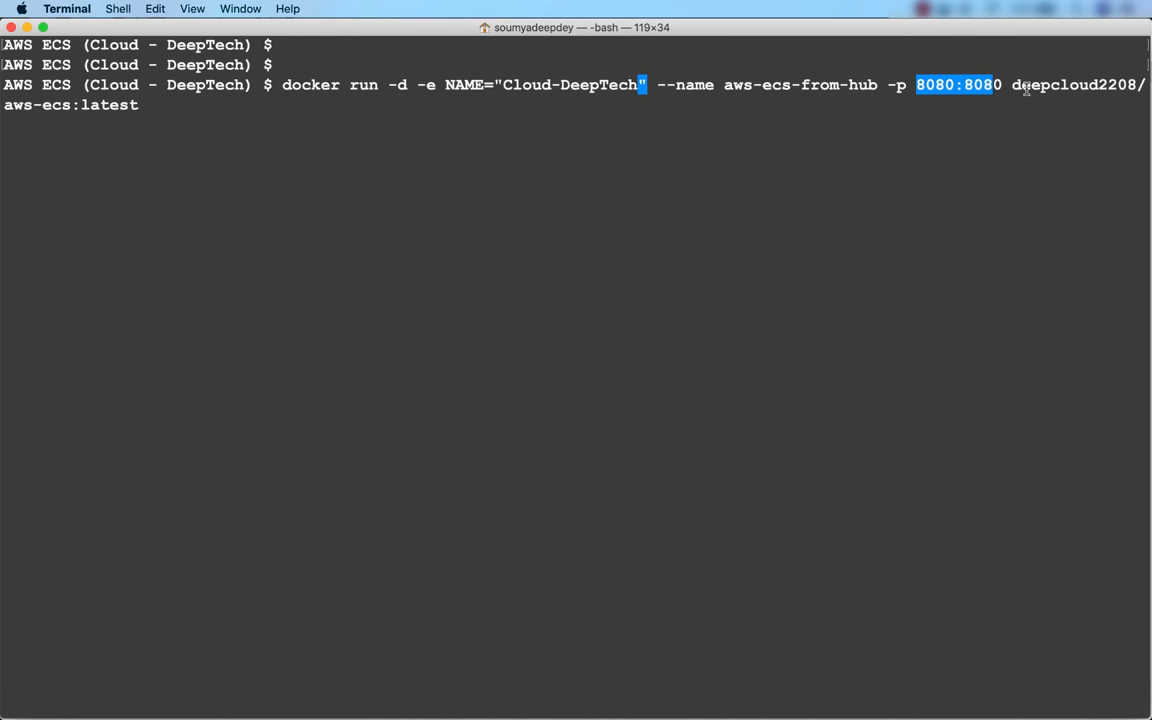 Terminal Shell Edit View Window Help
soumyadeepdey — -bash — 119×34
AWS ECS (Cloud - DeepTech) $
AWS ECS (Cloud - DeepTech) $
AWS ECS (Cloud - DeepTech) $ docker run -d -e NAME="Cloud-DeepTech" --name aws-ecs-from-hub -p 8080:8080 deepcloud2208/
aws-ecs:latest